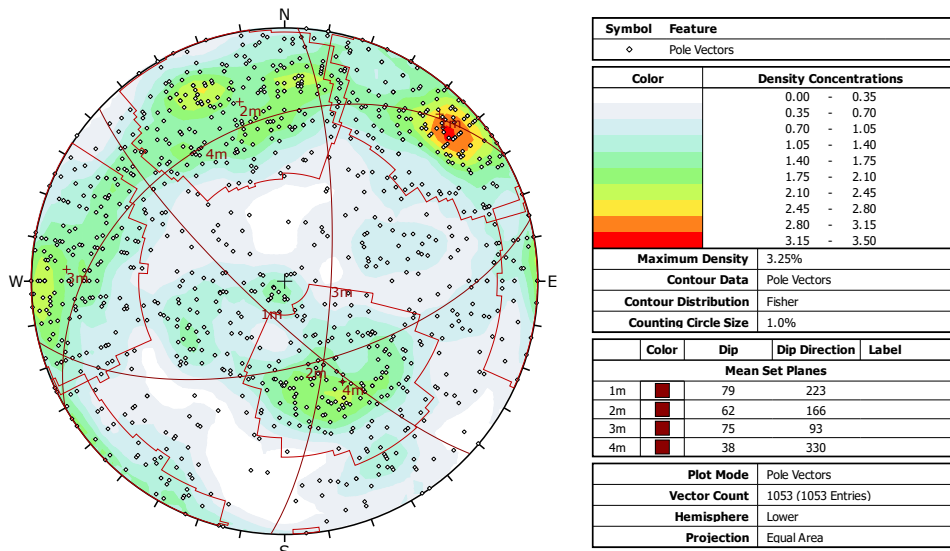 N
Symbol Feature
Pole Vectors
Color Density Concentrations
0.00 - 0.35
0.35 - 0.70
0.70 - 1.05
1.05 - 1.40
1.40 - 1.75
1.75 - 2.10
2.10 - 2.45
2.45 - 2.80
2.80 - 3.15
3.15 - 3.50
Maximum Density 3.25%
Contour Data Pole Vectors
Contour Distribution Fisher
Counting Circle Size 1.0%
Color Dip Dip Direction Label
Mean Set Planes
1m 79 223
2m 62 166
3m 75 93
4m 38 330
Plot Mode Pole Vectors
Vector Count 1053 (1053 Entries)
Hemisphere Lower
Projection Equal Area
2m
4m
W
3m
E
3m
1m
2m
4m
S